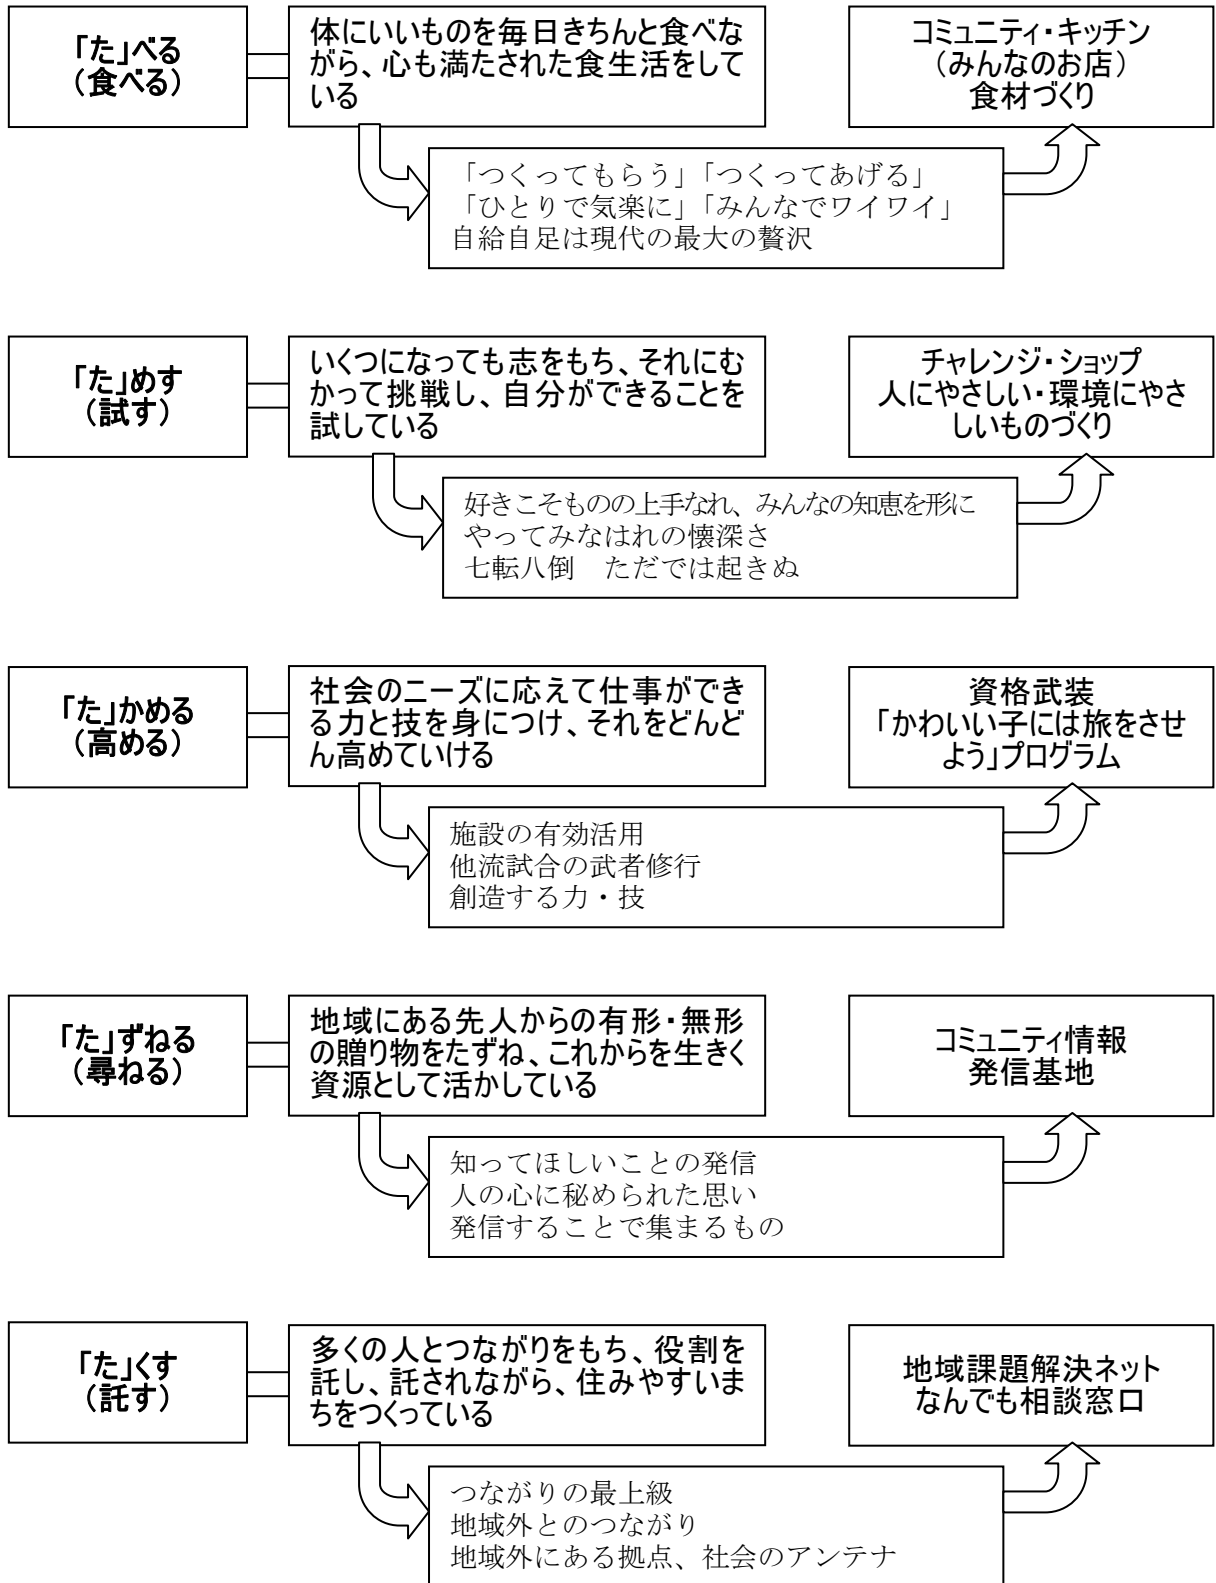 「た」べる
（食べる）
体にいいものを毎日きちんと食べな
がら、心も満たされた食生活をして
いる
コミュニティ・キッチン
（みんなのお店）
食材づくり
「つくってもらう」「つくってあげる」
「ひとりで気楽に」「みんなでワイワイ」
自給自足は現代の最大の贅沢
「た」めす
（試す）
いくつになっても志をもち、それにむ
かって挑戦し、自分ができることを
試している
チャレンジ・ショップ
人にやさしい・環境にやさ
しいものづくり
好きこそものの上手なれ、みんなの知恵を形に
やってみなはれの懐深さ
七転八倒　ただでは起きぬ
「た」かめる
（高める）
社会のニーズに応えて仕事ができ
る力と技を身につけ、それをどんど
ん高めていける
資格武装
「かわいい子には旅をさせ
よう」プログラム
施設の有効活用
他流試合の武者修行
創造する力・技
「た」ずねる
（尋ねる）
地域にある先人からの有形・無形
の贈り物をたずね、これからを生きく
資源として活かしている
コミュニティ情報
発信基地
知ってほしいことの発信
人の心に秘められた思い
発信することで集まるもの
「た」くす
（託す）
多くの人とつながりをもち、役割を
託し、託されながら、住みやすいま
ちをつくっている
地域課題解決ネット
なんでも相談窓口
つながりの最上級
地域外とのつながり
地域外にある拠点、社会のアンテナ